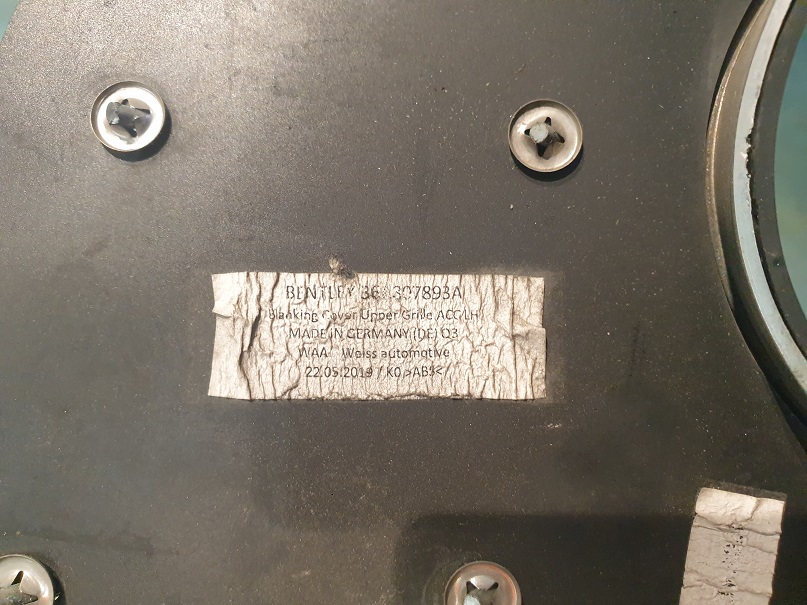 BENTLEY
Blanking Cover Upper Grille ACC LH
MADE IN GERMANY (DE) Q3
WAA Weiss automotive
22.05.2019 / K0 >ABS<